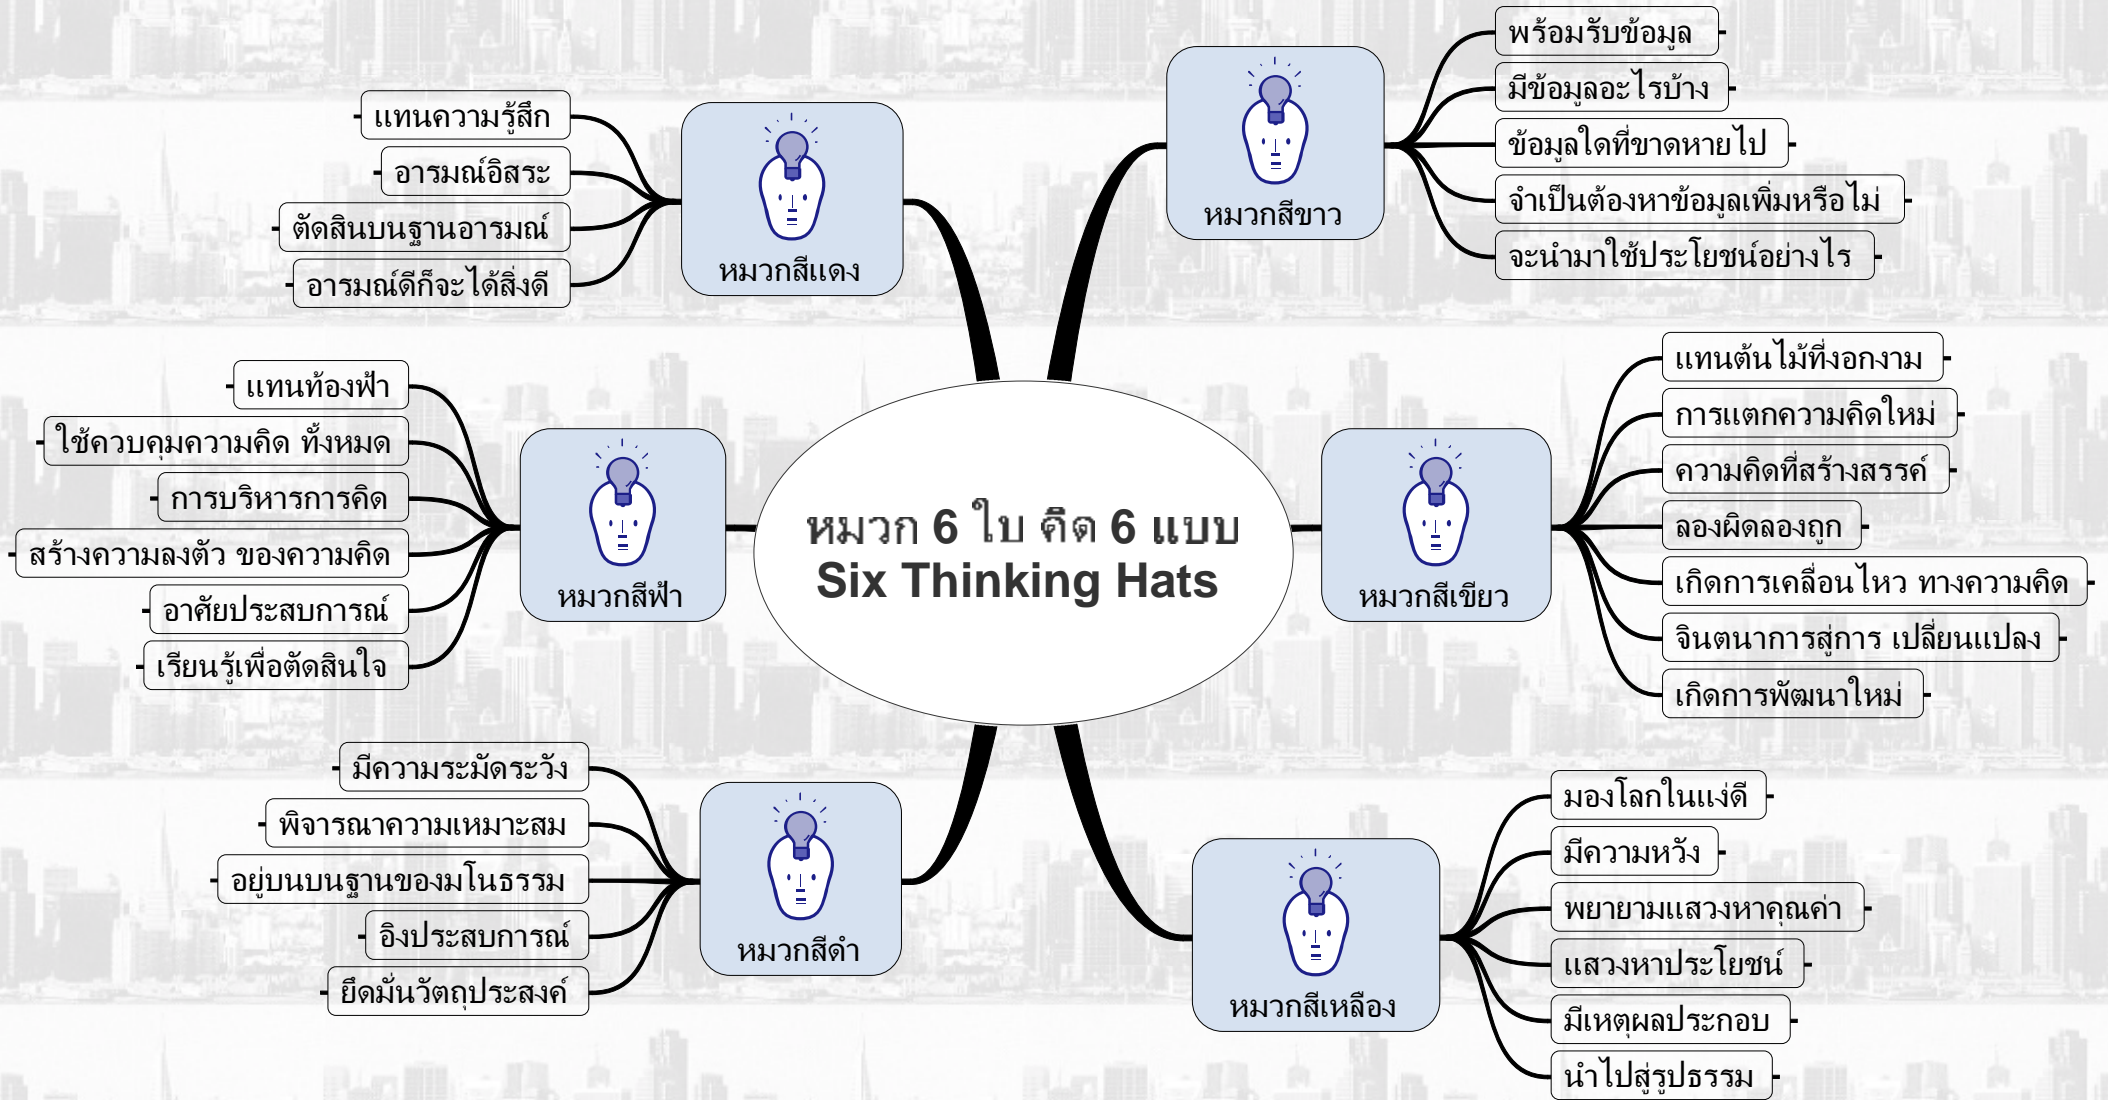 หมวก 6 ใบ คิด 6 แบบ
Six Thinking Hats
หมวกสีขาว
พร้อมรับข้อมูล
มีข้อมูลอะไรบ้าง
ข้อมูลใดที่ขาดหายไป
จำเป็นต้องหาข้อมูลเพิ่มหรือไม่
จะนำมาใช้ประโยชน์อย่างไร
หมวกสีเขียว
แทนต้นไม้ที่งอกงาม
การแตกความคิดใหม่
ความคิดที่สร้างสรรค์
ลองผิดลองถูก
เกิดการเคลื่อนไหว ทางความคิด
จินตนาการสู่การ เปลี่ยนแปลง
เกิดการพัฒนาใหม่
หมวกสีเหลือง
มองโลกในแง่ดี
มีความหวัง
พยายามแสวงหาคุณค่า
แสวงหาประโยชน์
มีเหตุผลประกอบ
นำไปสู่รูปธรรม
หมวกสีดำ
มีความระมัดระวัง
พิจารณาความเหมาะสม
อยู่บนบนฐานของมโนธรรม
อิงประสบการณ์
ยึดมั่นวัตถุประสงค์
หมวกสีฟ้า
แทนท้องฟ้า
ใช้ควบคุมความคิด ทั้งหมด
การบริหารการคิด
สร้างความลงตัว ของความคิด
อาศัยประสบการณ์
เรียนรู้เพื่อตัดสินใจ
หมวกสีแดง
แทนความรู้สึก
อารมณ์อิสระ
ตัดสินบนฐานอารมณ์
อารมณ์ดีก็จะได้สิ่งดี